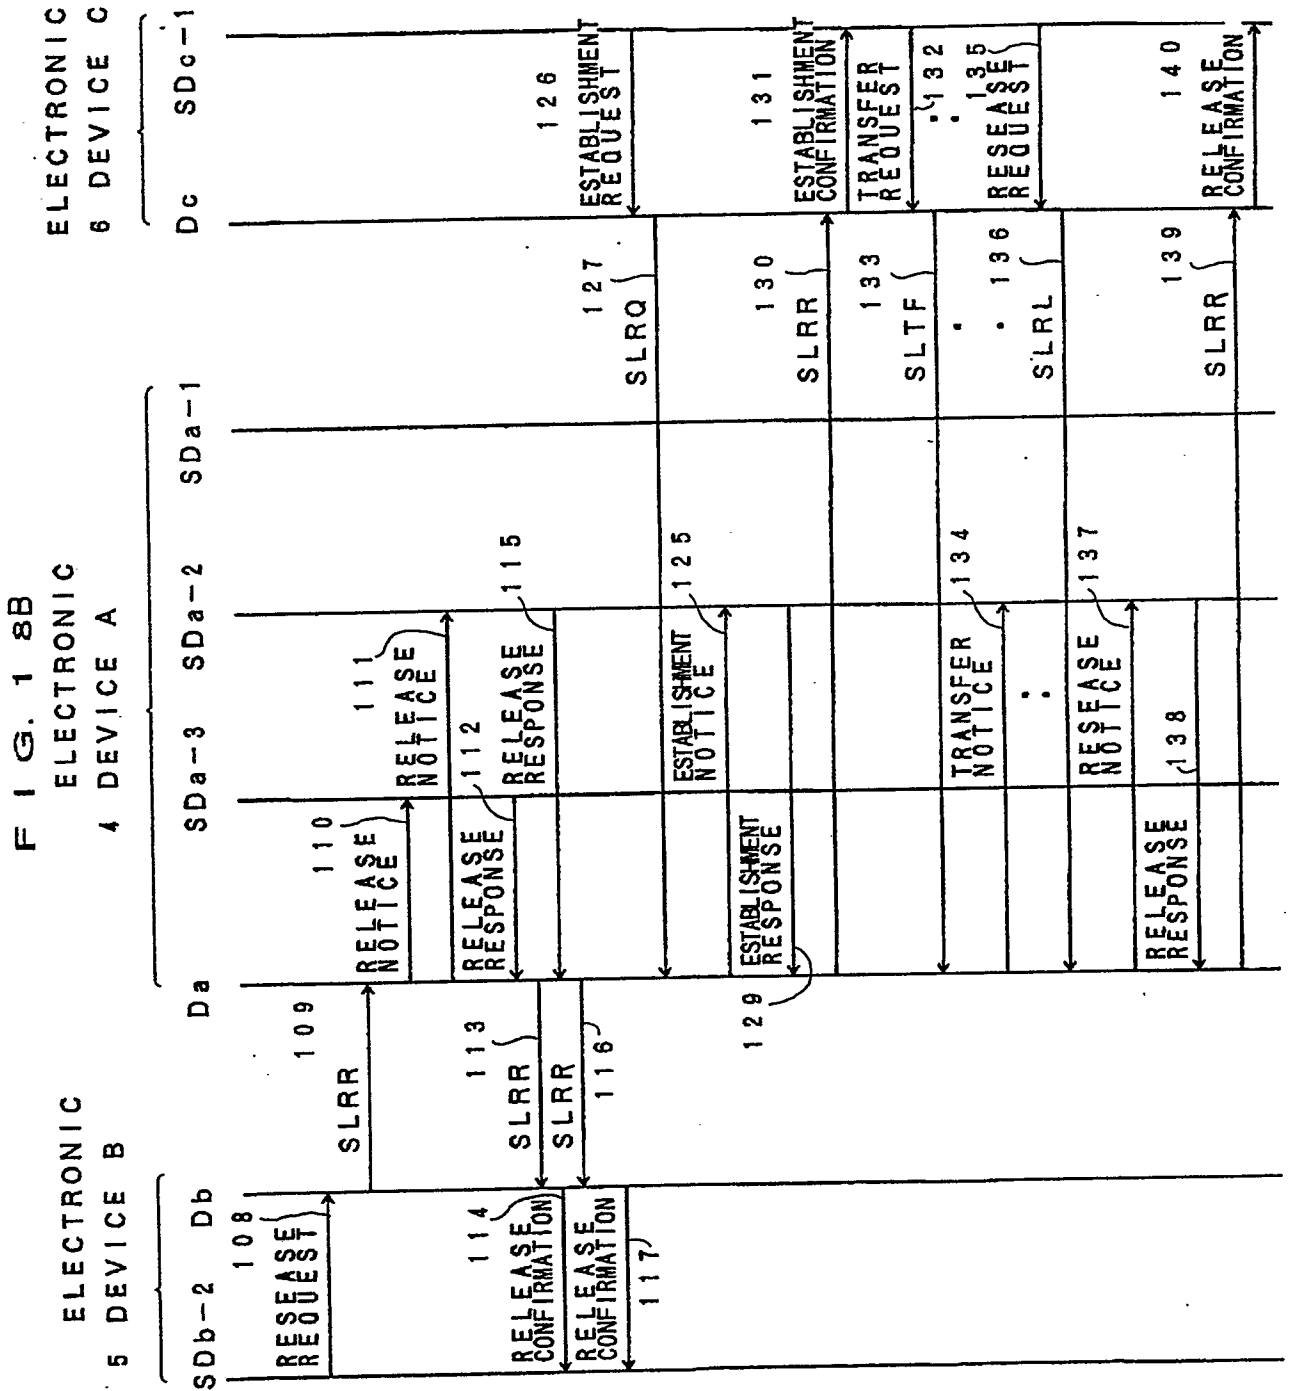 FIG. 18B
ELECTRONIC
5 DEVICE B
SDb-2
Db
ELECTRONIC
4 DEVICE A
Da
SDa-3
SDa-2
SDa-1
ELECTRONIC
6 DEVICE C
Dc
SDc-1
RESEASE
REQUEST
108
SLRR
109
RELEASE
NOTICE
110
RELEASE
NOTICE
111
RELEASE
RESPONSE
112
SLRR
113
RELEASE
CONFIRMATION
114
RELEASE
RESPONSE
115
SLRR
116
RELEASE
CONFIRMATION
117
ESTABLISHMENT
REQUEST
126
SLRQ
127
ESTABLISHMENT
NOTICE
125
ESTABLISHMENT
RESPONSE
129
SLRR
130
ESTABLISHMENT
CONFIRMATION
131
TRANSFER
REQUEST
132
SLTF
133
TRANSFER
NOTICE
134
RESEASE
REQUEST
135
SLRL
136
RESEASE
NOTICE
137
RELEASE
RESPONSE
138
SLRR
139
RELEASE
CONFIRMATION
140